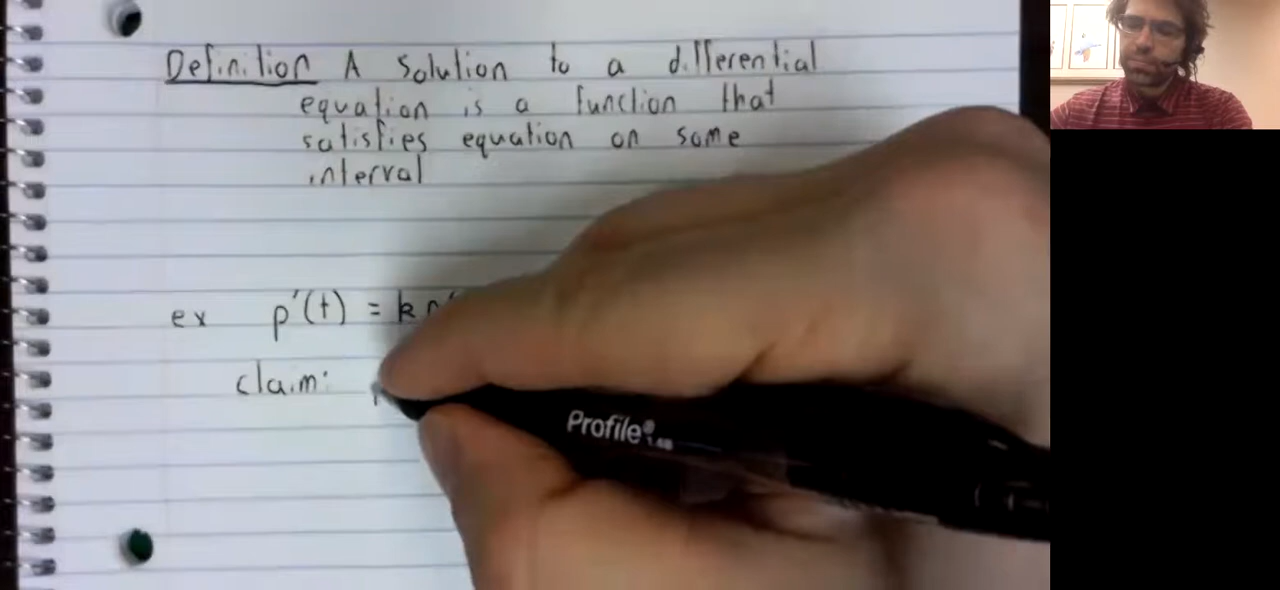 Definition A solution to a differential
equation is a function that
satisfies equation on some
interval
ex p'(t) = k
claim:
Profile®